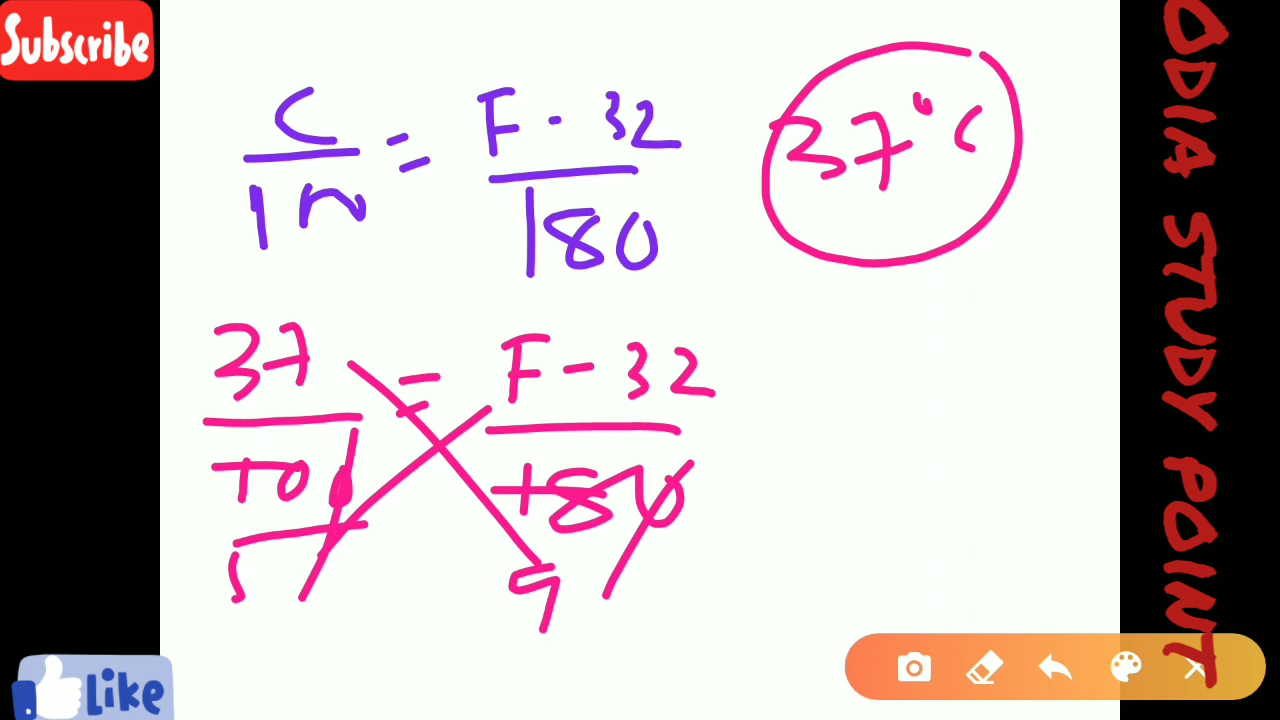 Subscribe
C/100 = F - 32/180
37°C
37/100 = F - 32/180
5 9
Like
ODIA STUDY POINT